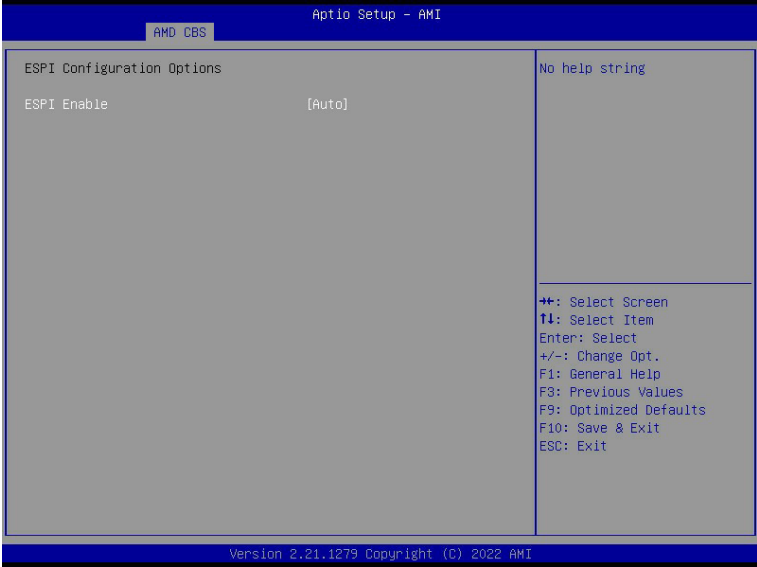 Aptio Setup – AMI
AMD CBS
ESPI Configuration Options
ESPI Enable [Auto]
No help string
→←: Select Screen
↑↓: Select Item
Enter: Select
+/-: Change Opt.
F1: General Help
F3: Previous Values
F9: Optimized Defaults
F10: Save & Exit
ESC: Exit
Version 2.21.1279 Copyright (C) 2022 AMI